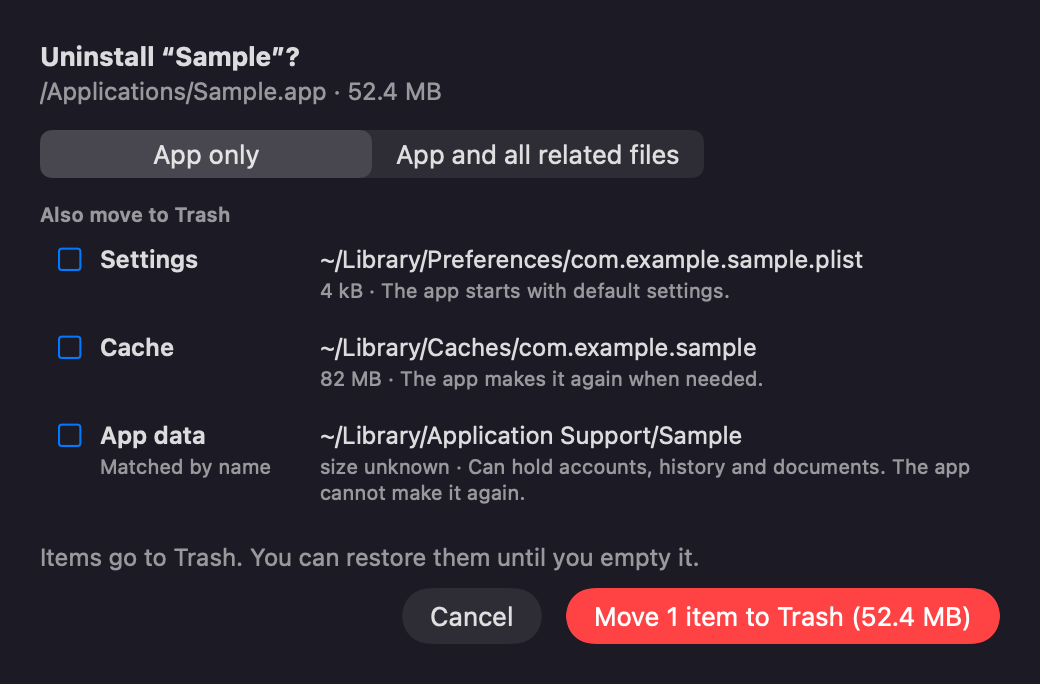 Uninstall “Sample”?
/Applications/Sample.app · 52.4 MB
App only
App and all related files
Also move to Trash
Settings
~/Library/Preferences/com.example.sample.plist
4 kB · The app starts with default settings.
Cache
~/Library/Caches/com.example.sample
82 MB · The app makes it again when needed.
App data
~/Library/Application Support/Sample
Matched by name
size unknown · Can hold accounts, history and documents. The app
cannot make it again.
Items go to Trash. You can restore them until you empty it.
Cancel
Move 1 item to Trash (52.4 MB)